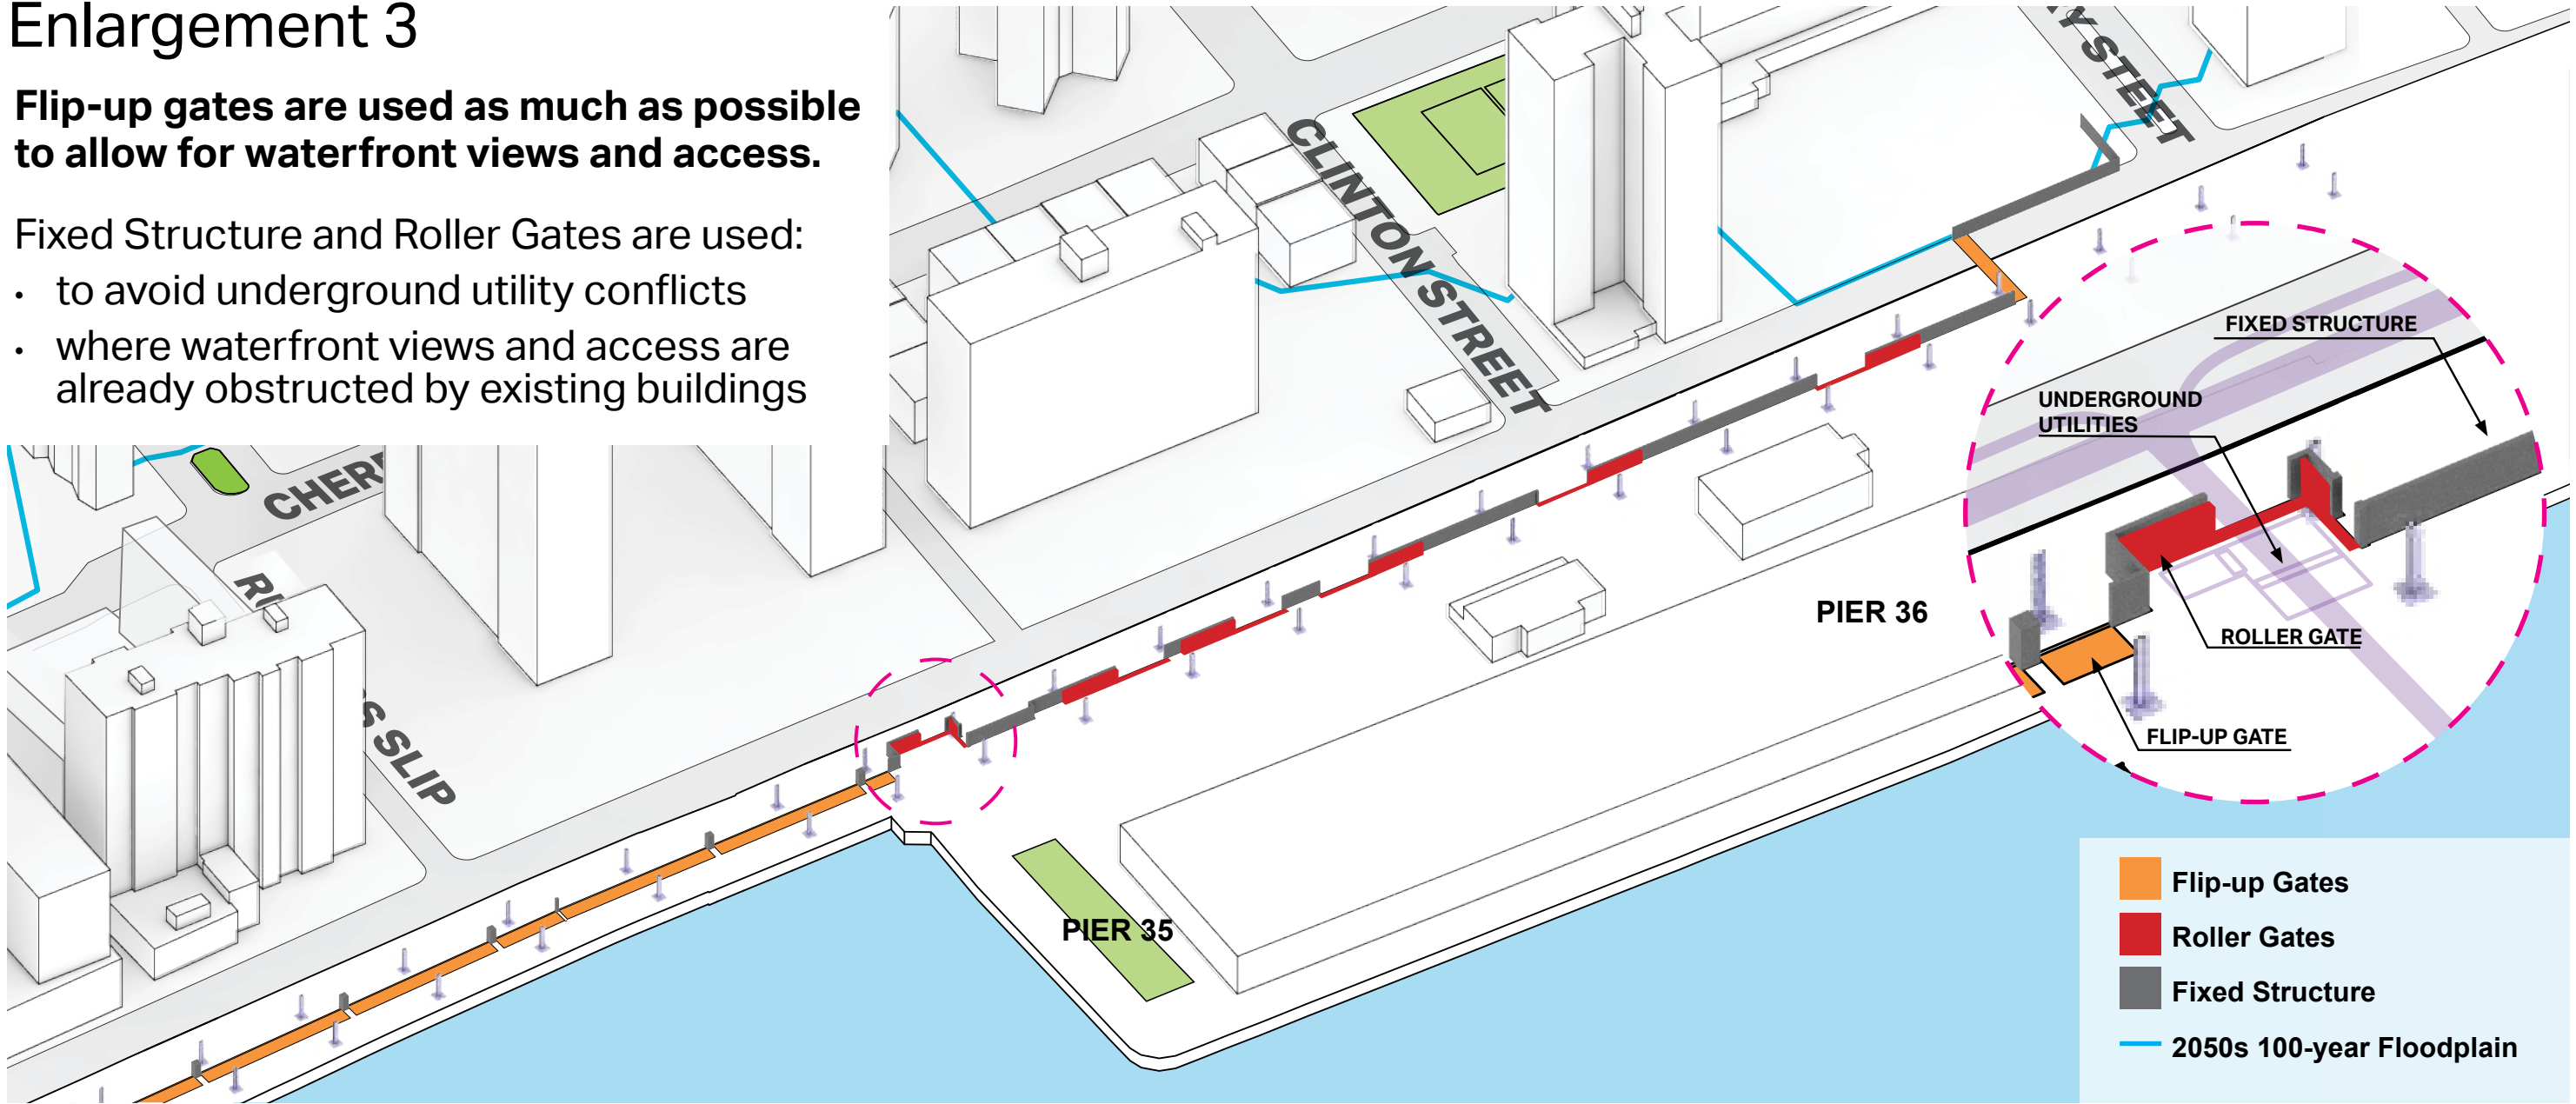 Enlargement 3
Flip-up gates are used as much as possible
to allow for waterfront views and access.
Fixed Structure and Roller Gates are used:
• to avoid underground utility conflicts
• where waterfront views and access are
already obstructed by existing buildings
CLINTON STREET
STEET
SLIP
PIER 36
PIER 35
FIXED STRUCTURE
UNDERGROUND
UTILITIES
ROLLER GATE
FLIP-UP GATE
Flip-up Gates
Roller Gates
Fixed Structure
2050s 100-year Floodplain